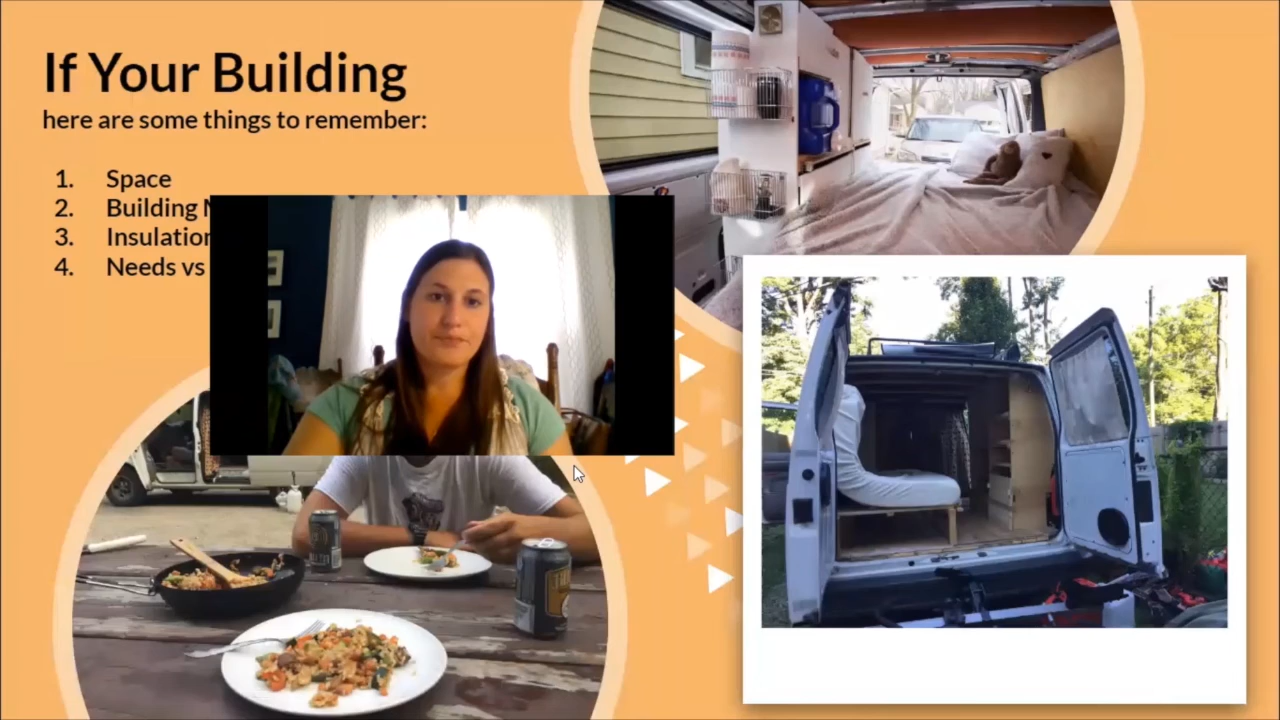 If Your Building
here are some things to remember:
1. Space
2. Building
3. Insulation
4. Needs vs